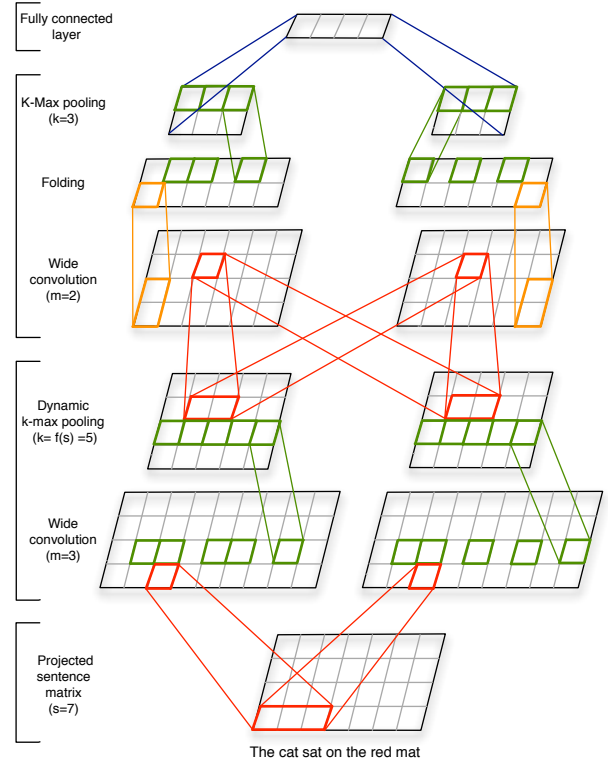 Fully connected
layer
K-Max pooling
(k=3)
Folding
Wide
convolution
(m=2)
Dynamic
k-max pooling
(k= f(s) =5)
Wide
convolution
(m=3)
Projected
sentence
matrix
(s=7)
The cat sat on the red mat